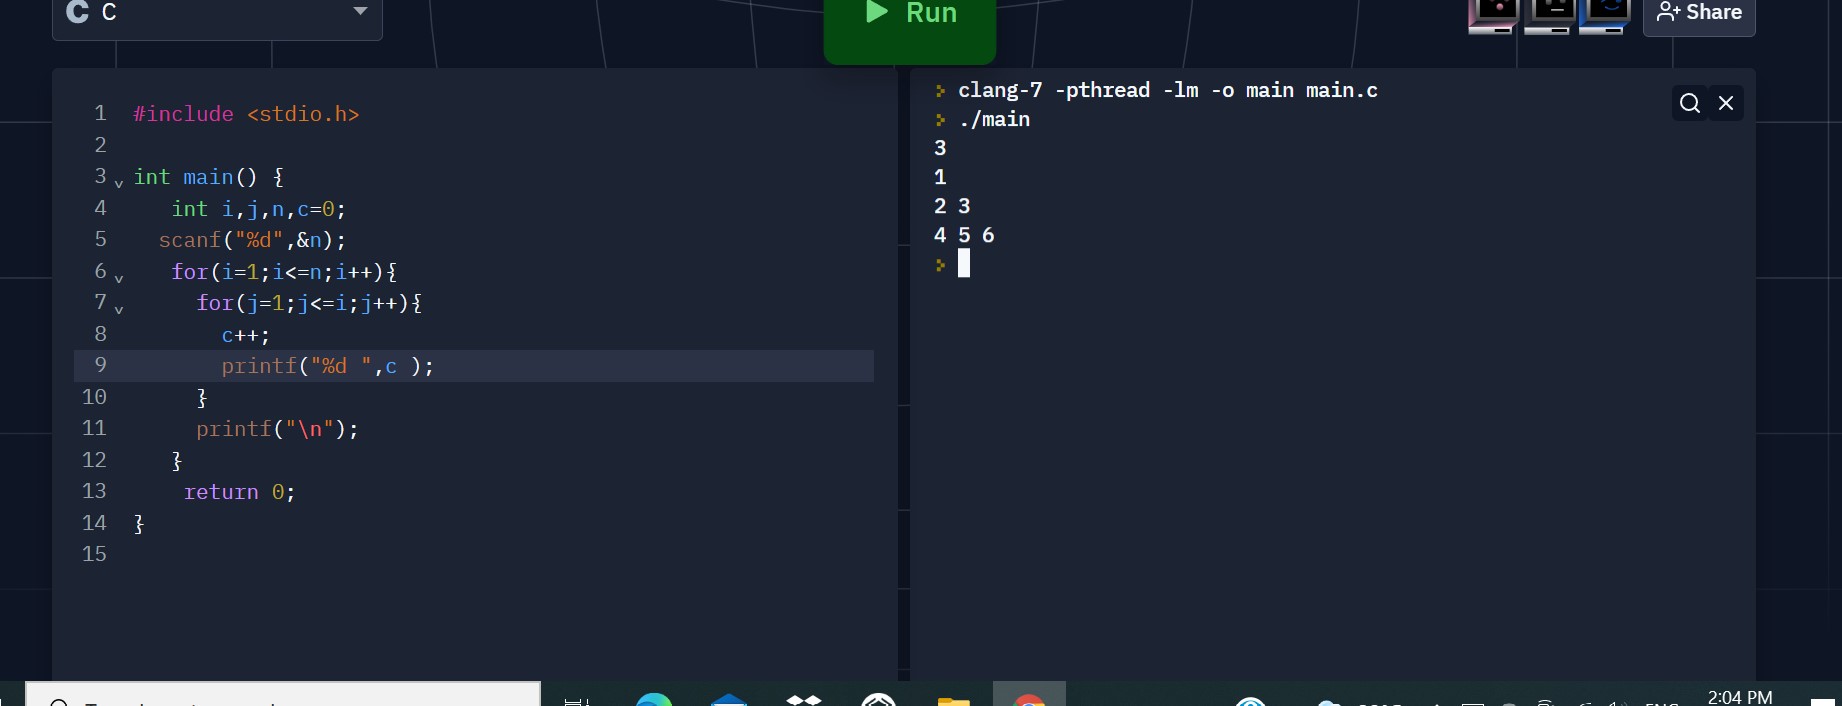 C C
Run
Share
1 #include <stdio.h>
2
3 int main() {
4 int i,j,n,c=0;
5 scanf("%d",&n);
6 for(i=1;i<=n;i++){
7 for(j=1;j<=i;j++){
8 c++;
9 printf("%d ",c );
10 }
11 printf("\n");
12 }
13 return 0;
14 }
15
clang-7 -pthread -lm -o main main.c
./main
3
1
2 3
4 5 6
2:04 PM